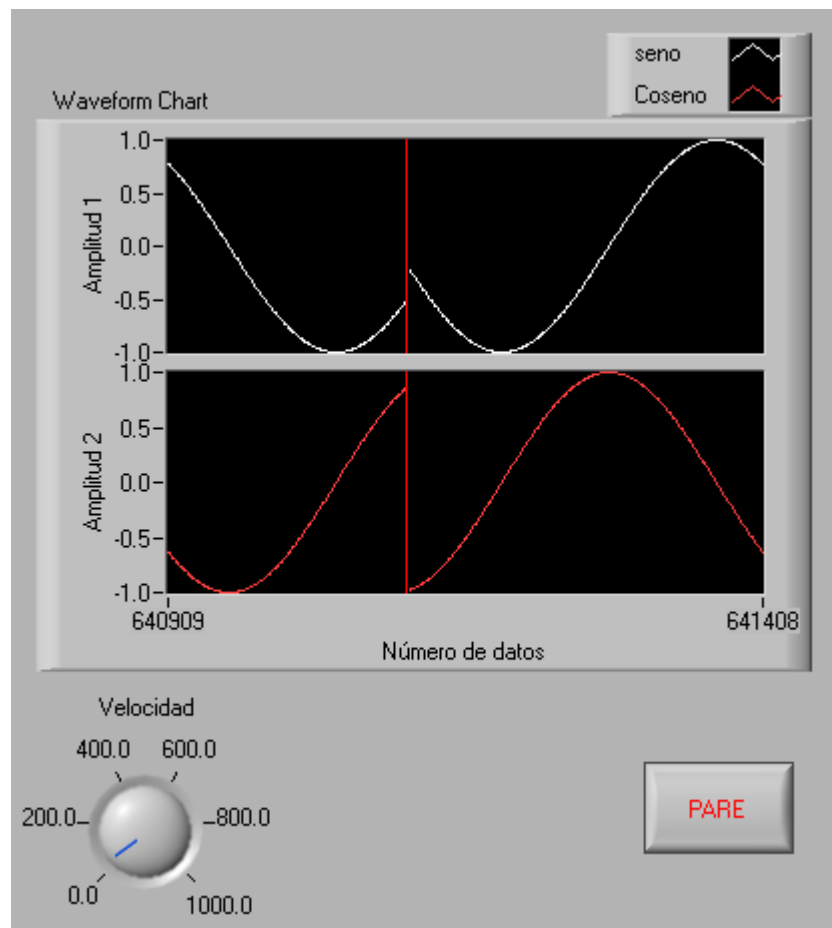 seno
Coseno
Waveform Chart
1.0
0.5
0.0
-0.5
-1.0
Amplitud 1
1.0
0.5
0.0
-0.5
-1.0
Amplitud 2
640909 641408
Número de datos
Velocidad
400.0 600.0
200.0 800.0
0.0 1000.0
PARE